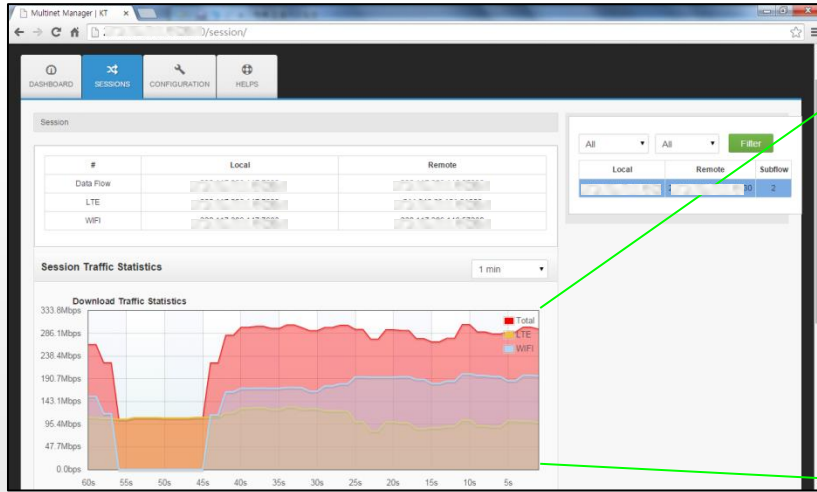 Multinet Manager | KT
/session/
DASHBOARD SESSIONS CONFIGURATION HELPS
Session
# Local Remote
Data Flow
LTE
WIFI
All All Filter
Local Remote Subflow
2
Session Traffic Statistics 1 min
Download Traffic Statistics
333.8Mbps
286.1Mbps
238.4Mbps
190.7Mbps
143.1Mbps
95.4Mbps
47.7Mbps
0.0bps
Total
LTE
WIFI
60s 55s 50s 45s 40s 35s 30s 25s 20s 15s 10s 5s